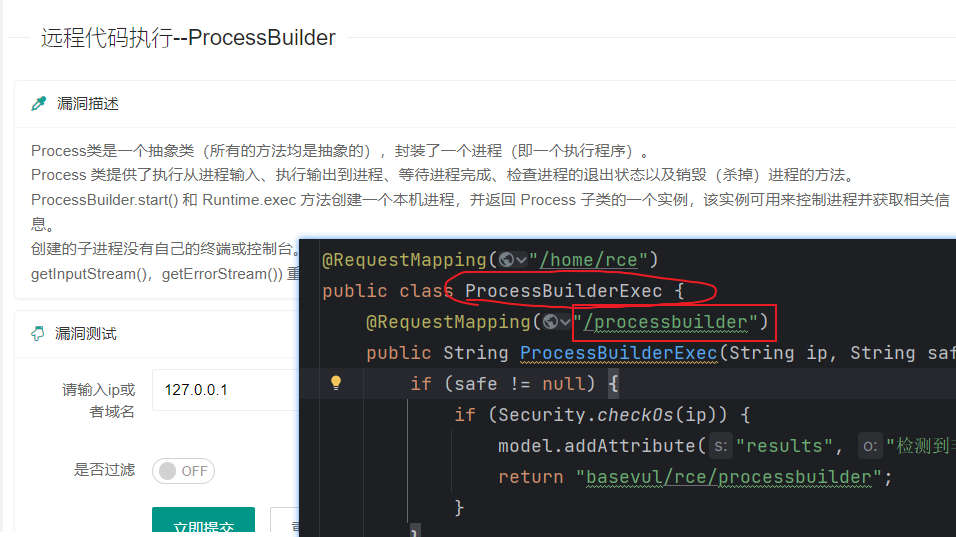 远程代码执行--ProcessBuilder
漏洞描述
Process类是一个抽象类（所有的方法均是抽象的），封装了一个进程（即一个执行程序）。
Process 类提供了执行从进程输入、执行输出到进程、等待进程完成、检查进程的退出状态以及销毁（杀掉）进程的方法。
ProcessBuilder.start() 和 Runtime.exec 方法创建一个本机进程，并返回 Process 子类的一个实例，该实例可用来控制进程并获取相关信
息。
创建的子进程没有自己的终端或控制台。
getInputStream()，getErrorStream()) 重
漏洞测试
请输入ip或
者域名
127.0.0.1
是否过滤
OFF
立即提交
@RequestMapping("/home/rce")
public class ProcessBuilderExec {
@RequestMapping("/processbuilder")
public String ProcessBuilderExec(String ip, String saf
if (safe != null) {
if (Security.checkOs(ip)) {
model.addAttribute( s: "results", o: "检测到
return "basevul/rce/processbuilder";
}
}